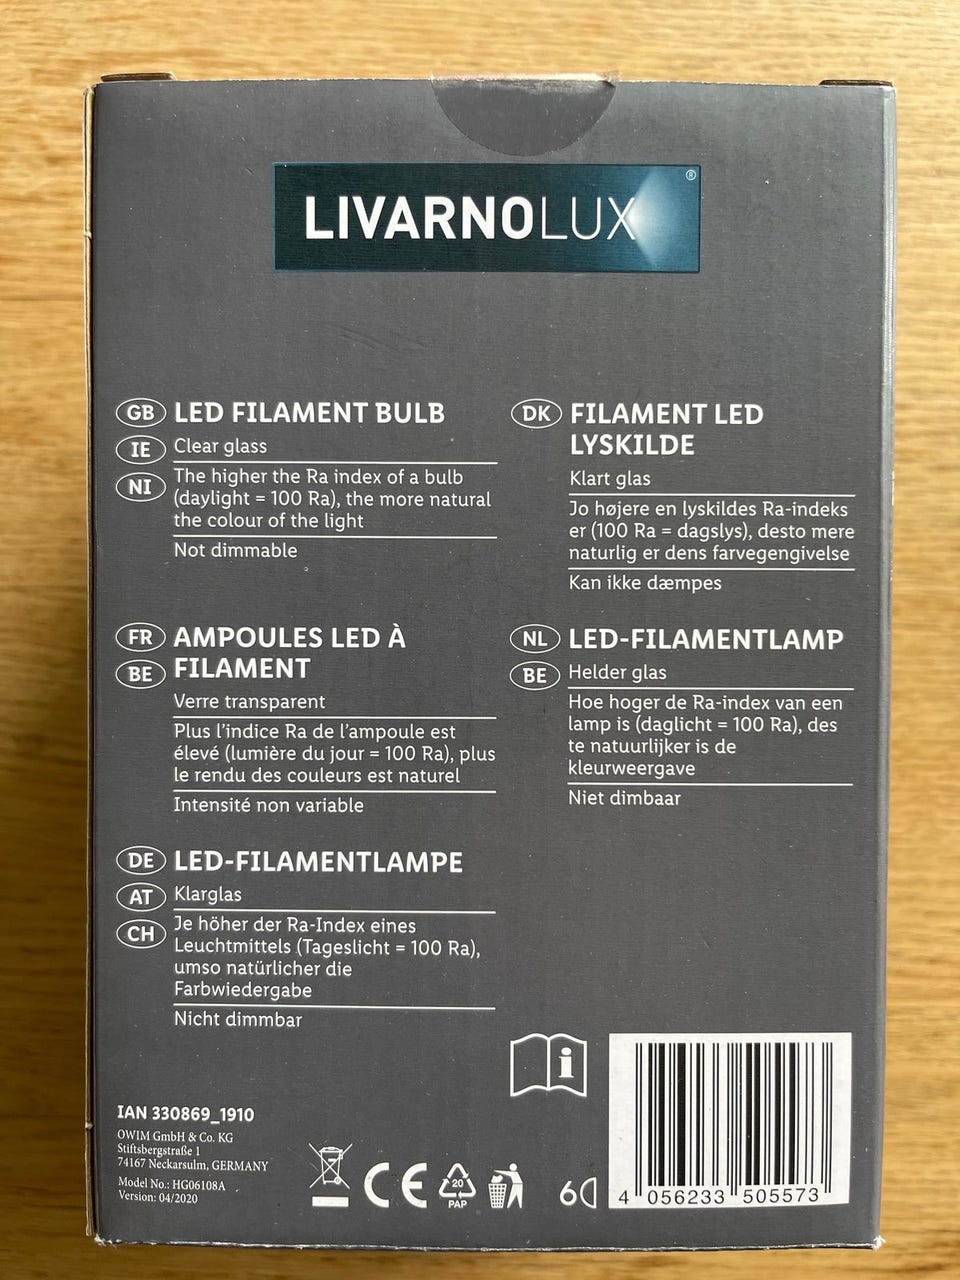 LIVARNOLUX®
GB LED FILAMENT BULB
IE Clear glass
NI The higher the Ra index of a bulb
(daylight = 100 Ra), the more natural
the colour of the light
Not dimmable
DK FILAMENT LED
LYSKILDE
Klart glas
Jo højere en lyskildes Ra-indeks
er (100 Ra = dagslys), desto mere
naturlig er dens farvegengivelse
Kan ikke dæmpes
FR AMPOULES LED À
BE FILAMENT
Verre transparent
Plus l'indice Ra de l'ampoule est
élevé (lumière du jour = 100 Ra), plus
le rendu des couleurs est naturel
Intensité non variable
NL LED-FILAMENTLAMP
BE Helder glas
Hoe hoger de Ra-index van een
lamp is (daglicht = 100 Ra), des
te natuurlijker is de
kleurweergave
Niet dimbaar
DE LED-FILAMENTLAMPE
AT Klarglas
CH Je höher der Ra-Index eines
Leuchtmittels (Tageslicht = 100 Ra),
umso natürlicher die
Farbwiedergabe
Nicht dimmbar
IAN 330869_1910
OWIM GmbH & Co. KG
Stiftsbergstraße 1
74167 Neckarsulm, GERMANY
Model No.: HG06108A
Version: 04/2020
i
CE
20
PAP
6
4 056233 505573